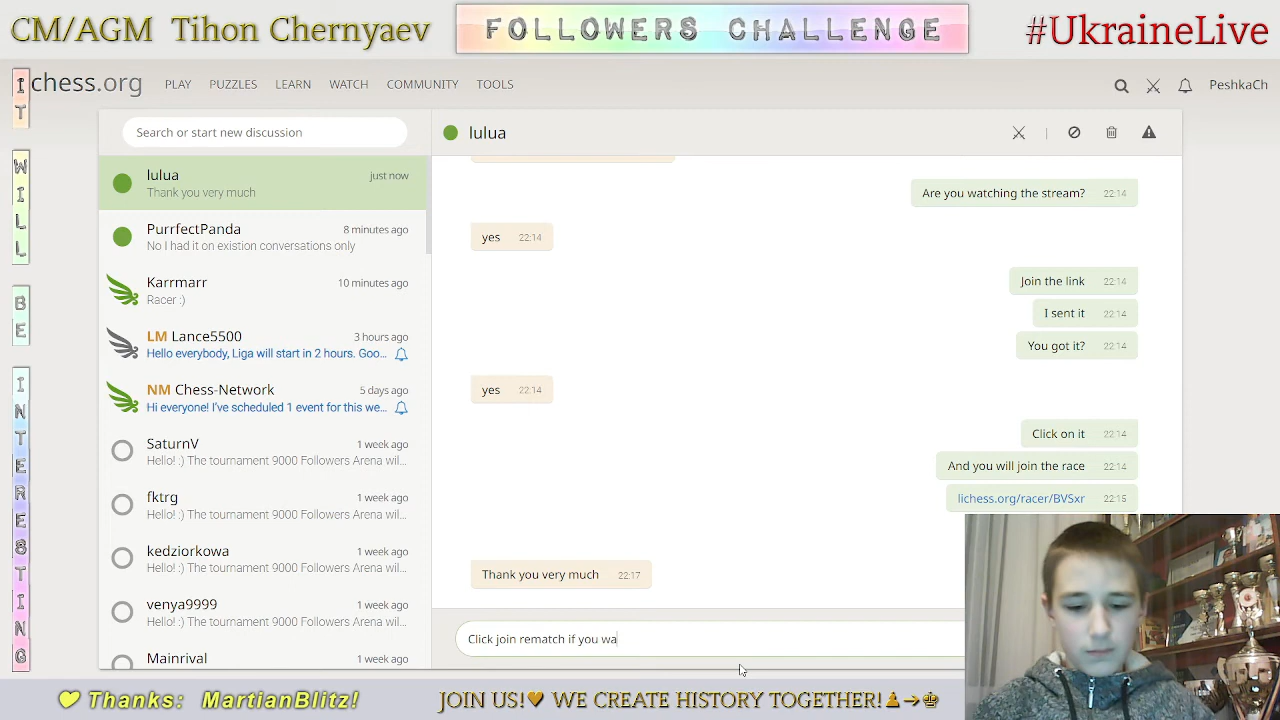 CM/AGM Tihon Chernyaev
FOLLOWERS CHALLENGE
#UkraineLive
IT
WILL
BE
INTERESTING
chess.org
PLAY PUZZLES LEARN WATCH COMMUNITY TOOLS
PeshkaCh
Search or start new discussion
lulua
just now
Thank you very much
PurrfectPanda
8 minutes ago
No I had it on existion conversations only
Karrmarr
10 minutes ago
Racer :)
LM Lance5500
3 hours ago
Hello everybody, Liga will start in 2 hours. Goo...
NM Chess-Network
5 days ago
Hi everyone! I've scheduled 1 event for this we...
SaturnV
1 week ago
Hello! :) The tournament 9000 Followers Arena wil...
fktrg
1 week ago
Hello! :) The tournament 9000 Followers Arena wil...
kedziorkowa
1 week ago
Hello! :) The tournament 9000 Followers Arena wil...
venya9999
1 week ago
Hello! :) The tournament 9000 Followers Arena wil...
Mainrival
1 week ago
lulua
Are you watching the stream? 22:14
yes 22:14
Join the link 22:14
I sent it 22:14
You got it? 22:14
yes 22:14
Click on it 22:14
And you will join the race 22:14
lichess.org/racer/BVSxr 22:15
Thank you very much 22:17
Click join rematch if you wa
Thanks: MartianBlitz!
JOIN US!🧡 WE CREATE HISTORY TOGETHER!♟→♚